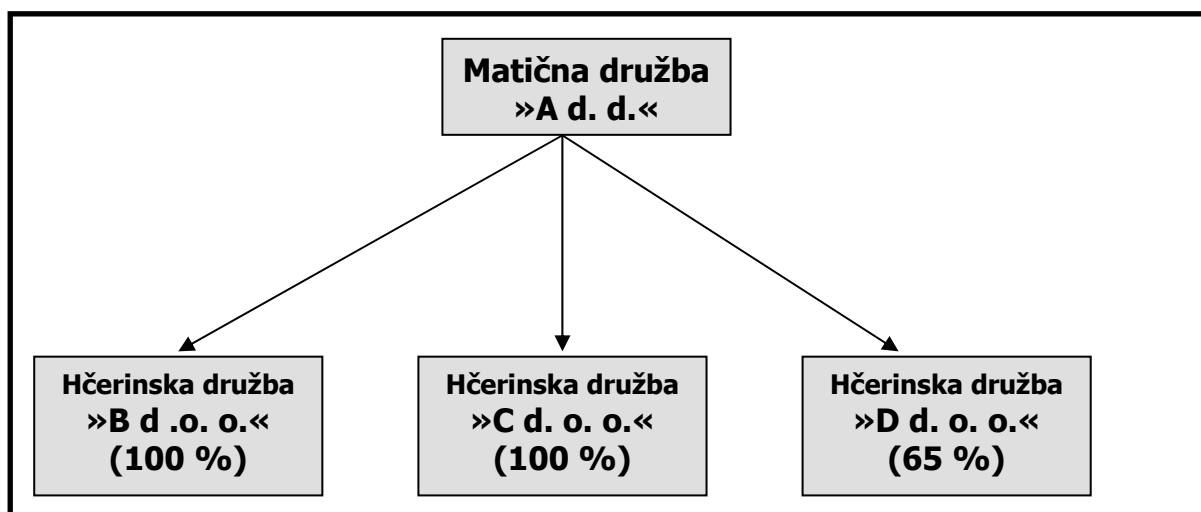 Matična družba
»A d. d.«
Hčerinska družba
»B d .o. o.«
(100 %)
Hčerinska družba
»C d. o. o.«
(100 %)
Hčerinska družba
»D d. o. o.«
(65 %)